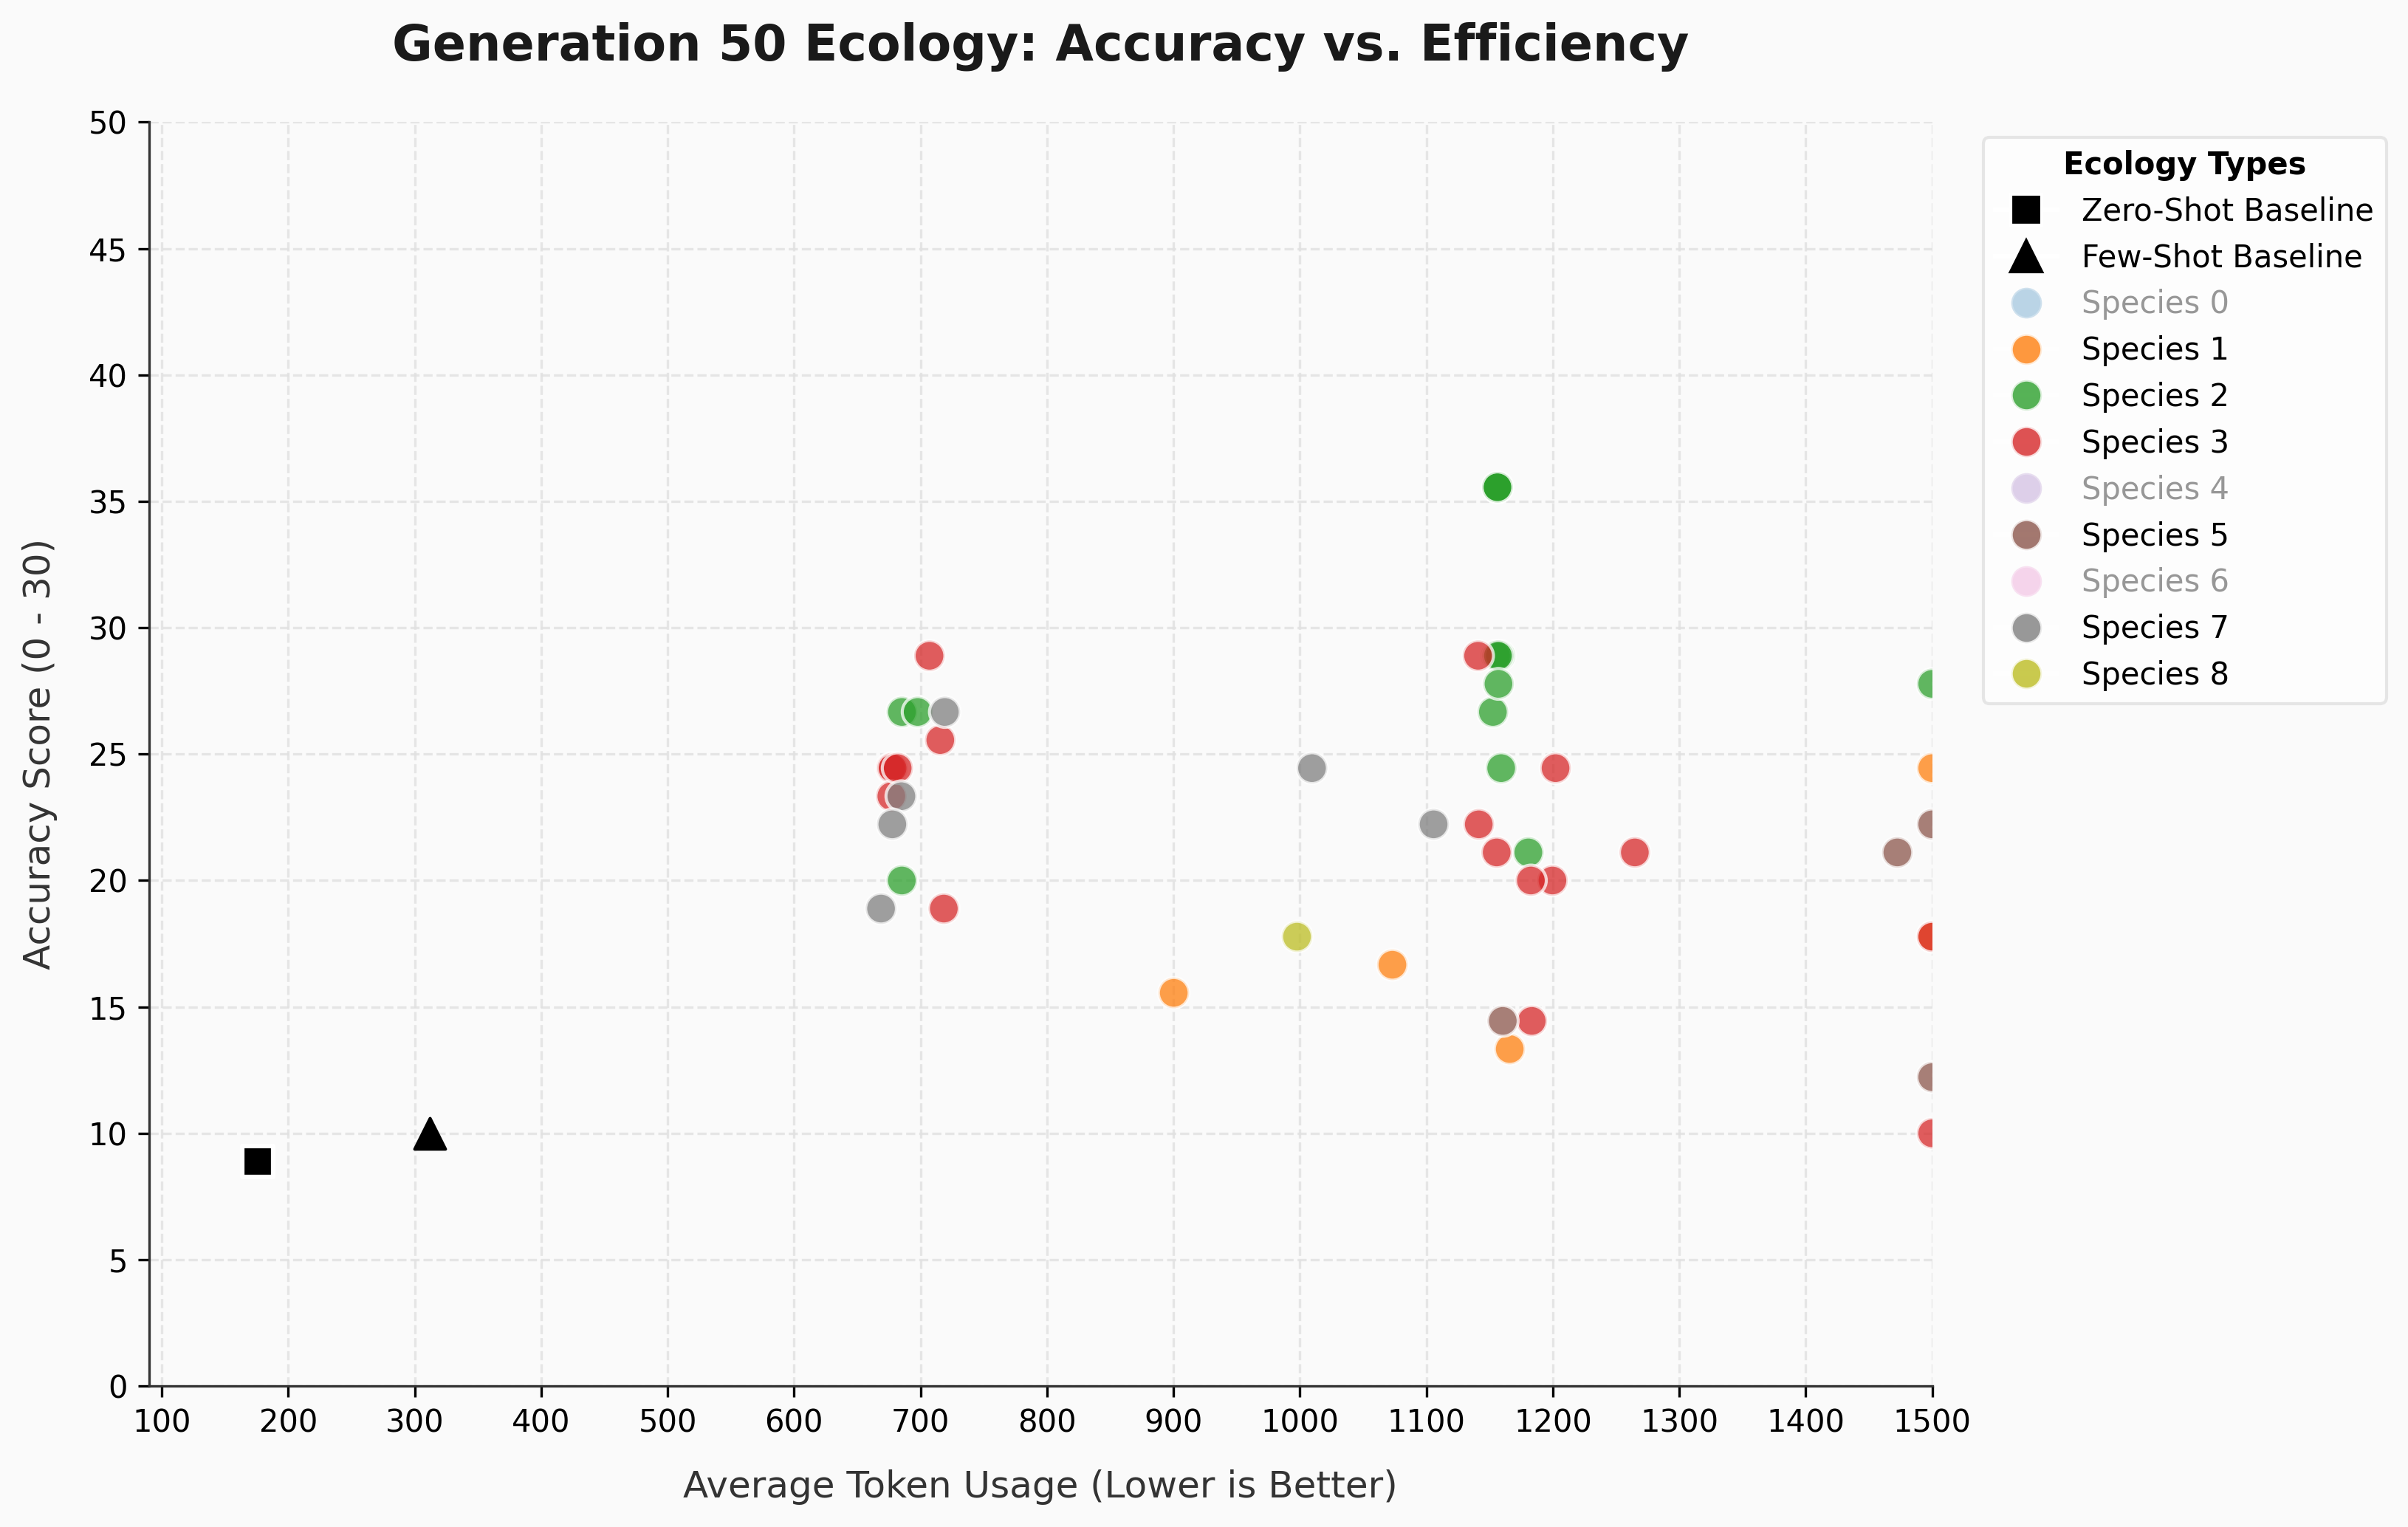 Generation 50 Ecology: Accuracy vs. Efficiency
50
45
40
35
30
25
20
15
10
5
0
Accuracy Score (0 - 30)
100 200 300 400 500 600 700 800 900 1000 1100 1200 1300 1400 1500
Average Token Usage (Lower is Better)
Ecology Types
Zero-Shot Baseline
Few-Shot Baseline
Species 0
Species 1
Species 2
Species 3
Species 4
Species 5
Species 6
Species 7
Species 8